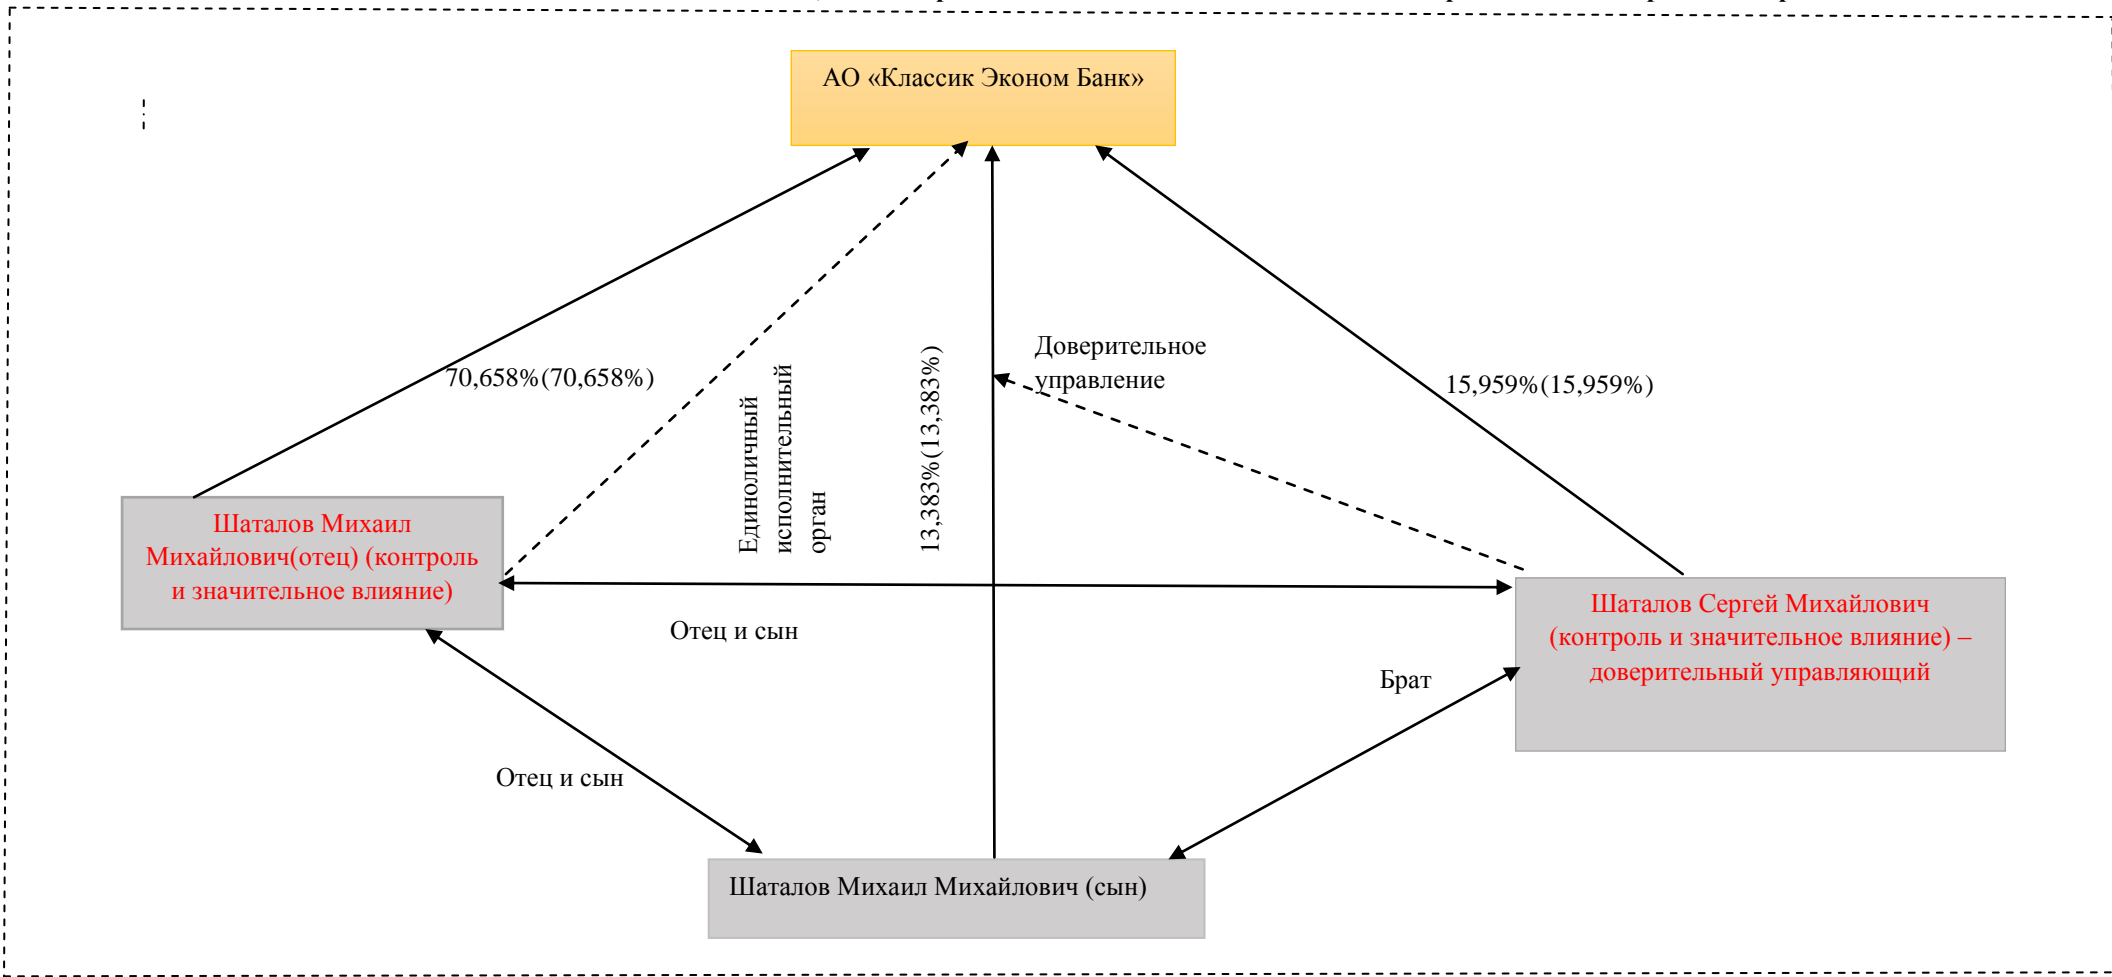 АО «Классик Эконом Банк»
Доверительное
управление
70,658%(70,658%)
Единоличный
исполнительный
орган
13,383%(13,383%)
15,959%(15,959%)
Шаталов Михаил
Михайлович(отец) (контроль
и значительное влияние)
Шаталов Сергей Михайлович
(контроль и значительное влияние) –
доверительный управляющий
Отец и сын
Брат
Отец и сын
Шаталов Михаил Михайлович (сын)